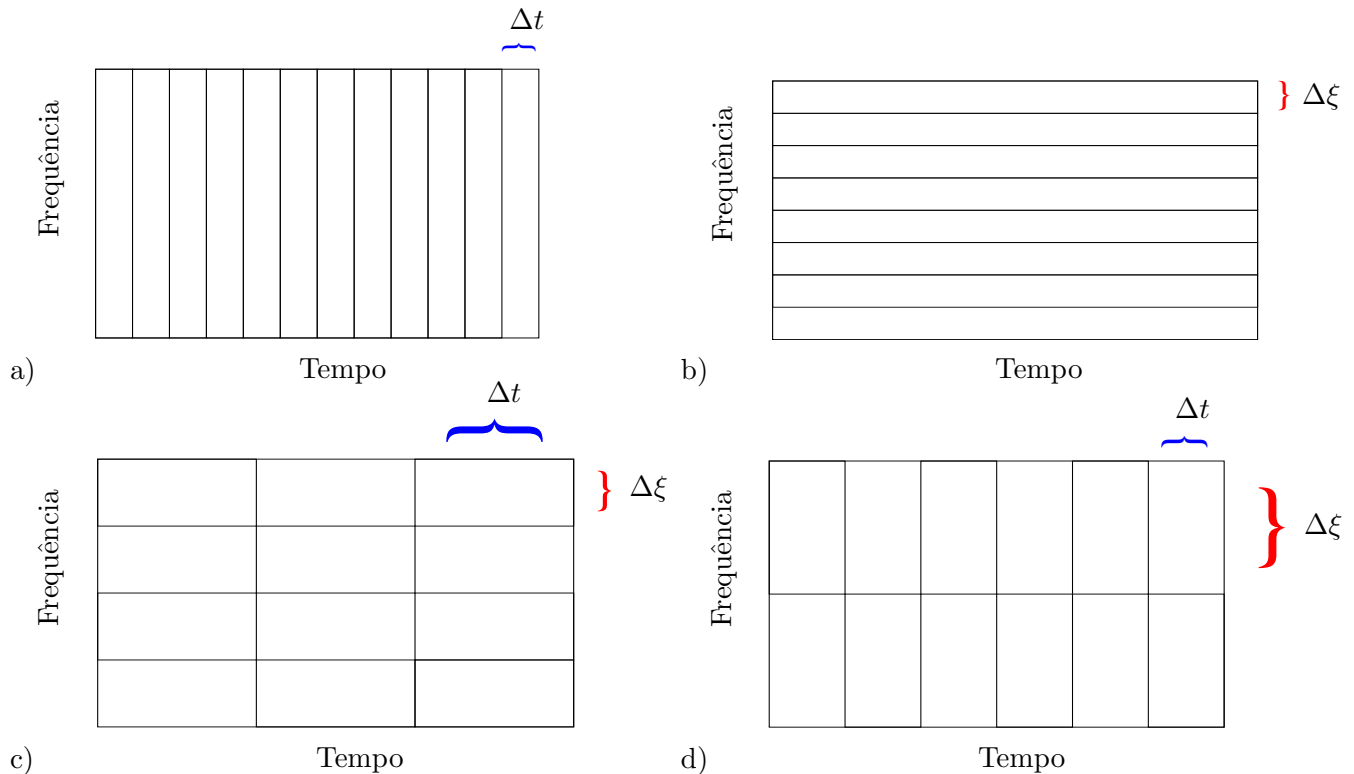 Δt
Frequência
Tempo
a)
Δξ
Frequência
Tempo
b)
Δt
Δξ
Frequência
Tempo
c)
Δt
Δξ
Frequência
Tempo
d)